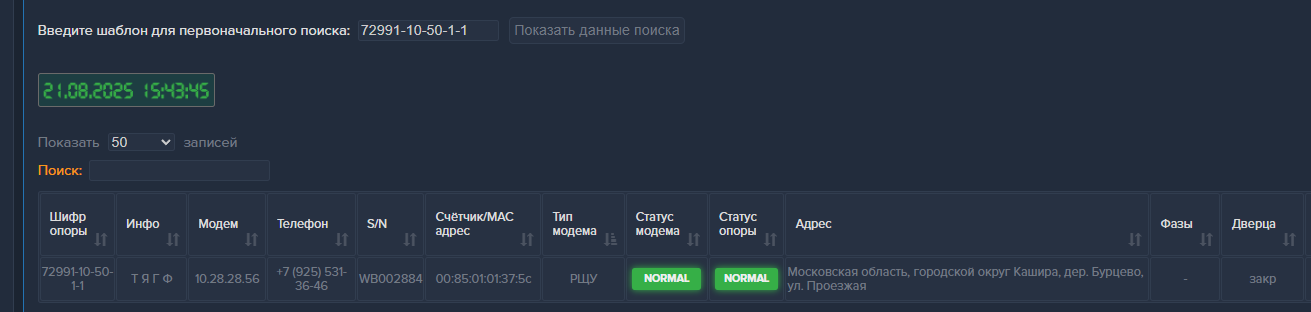 Введите шаблон для первоначального поиска: 72991-10-50-1-1 Показать данные поиска
21.08.2025 15:43:45
Показать 50 записей
Поиск:
Шифр опоры Инфо Модем Телефон S/N Счётчик/MAC адрес Тип модема Статус модема Статус опоры Адрес Фазы Дверца
72991-10-50-1-1 Т Я Г Ф 10.28.28.56 +7 (925) 531-36-46 WB002884 00:85:01:01:37:5c РЩУ NORMAL NORMAL Московская область, городской округ Кашира, дер. Бурцево, ул. Проезжая - закр